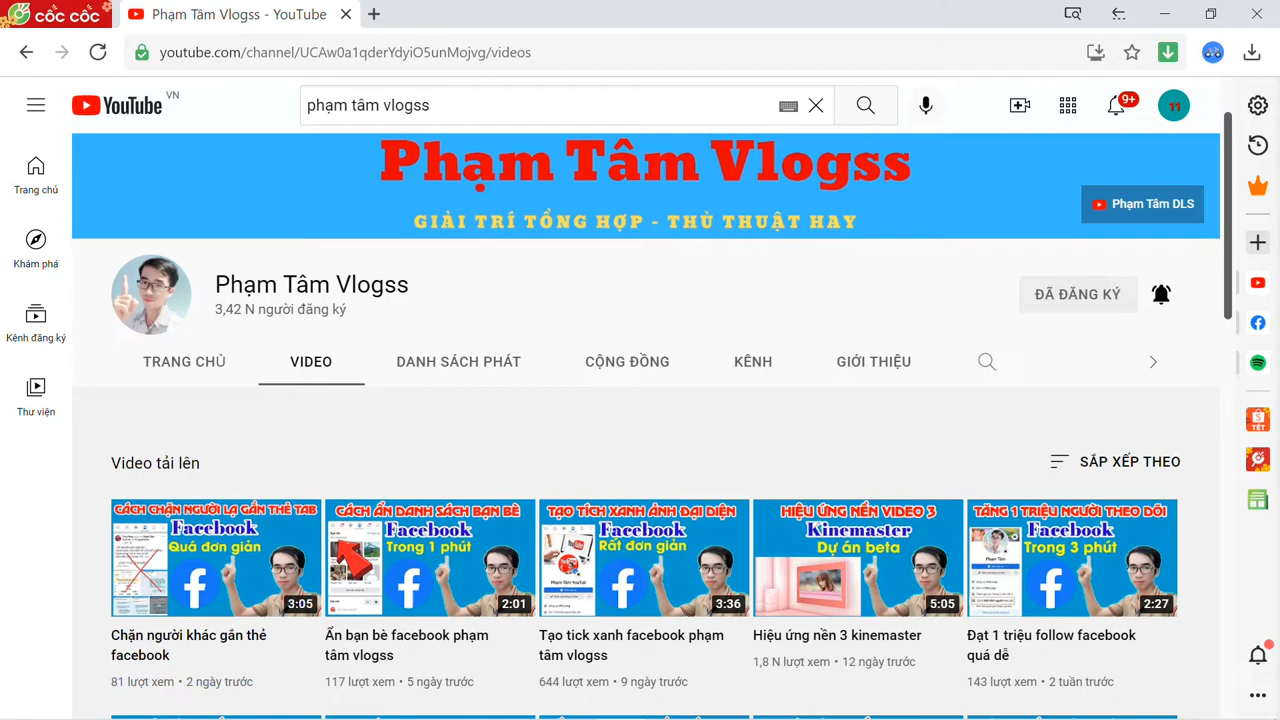 cốc cốc
Phạm Tâm Vlogss - YouTube
youtube.com/channel/UCAw0a1qderYdyiO5unMojvg/videos
YouTube VN
phạm tâm vlogss
9+
11
Trang chủ
Khám phá
Kênh đăng ký
Thư viện
Phạm Tâm Vlogss
GIẢI TRÍ TỔNG HỢP - THỦ THUẬT HAY
Phạm Tâm DLS
Phạm Tâm Vlogss
3,42 N người đăng ký
ĐÃ ĐĂNG KÝ
TRANG CHỦ VIDEO DANH SÁCH PHÁT CỘNG ĐỒNG KÊNH GIỚI THIỆU
Video tải lên
SẮP XẾP THEO
CÁCH CHẶN NGƯỜI LẠ GẮN THẺ TAB
Facebook
Quá đơn giản
3:05
Chặn người khác gắn thẻ
facebook
81 lượt xem • 2 ngày trước
CÁCH ẨN DANH SÁCH BẠN BÈ
Facebook
Trong 1 phút
2:01
Ẩn bạn bè facebook phạm
tâm vlogss
117 lượt xem • 5 ngày trước
TẠO TÍCH XANH ẢNH ĐẠI DIỆN
Facebook
Rất đơn giản
Phạm Tâm YouTube
3:36
Tạo tick xanh facebook phạm
tâm vlogss
644 lượt xem • 9 ngày trước
HIỆU ỨNG NỀN VIDEO 3
Kinemaster
Dự án beta
5:05
Hiệu ứng nền 3 kinemaster
1,8 N lượt xem • 12 ngày trước
TĂNG 1 TRIỆU NGƯỜI THEO DÕI
Facebook
Trong 3 phút
2:27
Đạt 1 triệu follow facebook
quá dễ
143 lượt xem • 2 tuần trước
TẾT